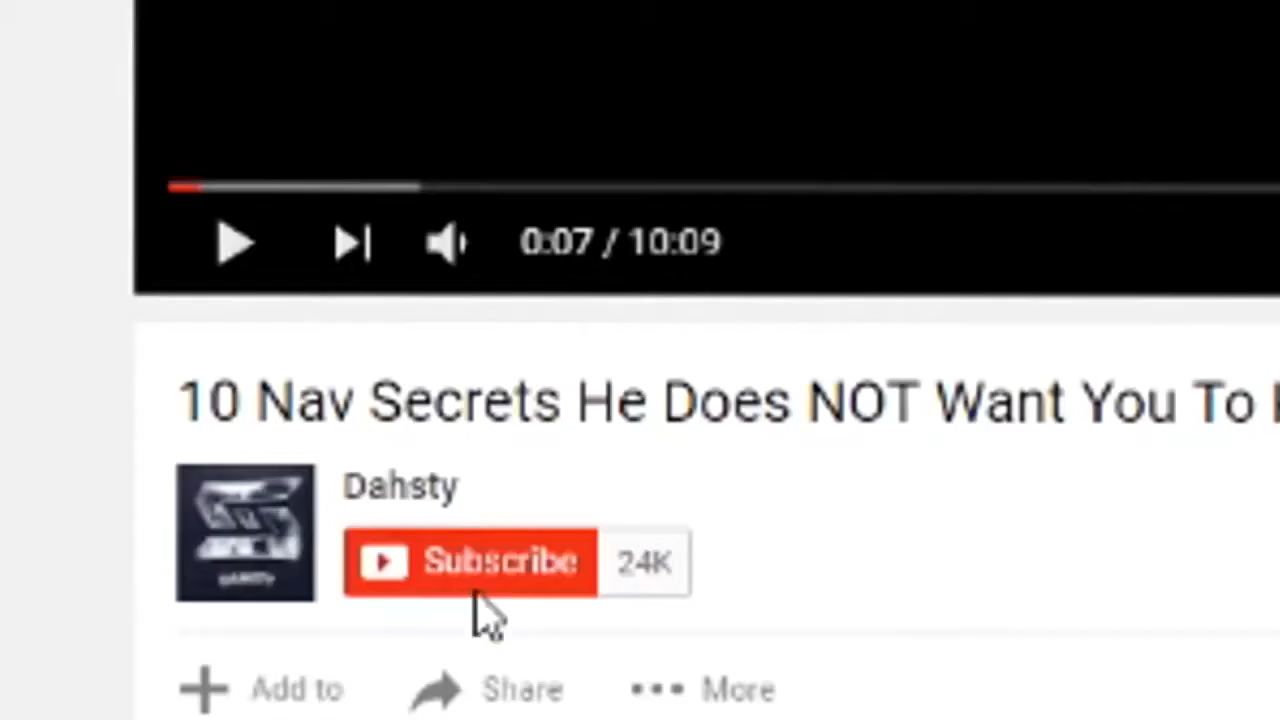 0:07 / 10:09
10 Nav Secrets He Does NOT Want You To
Dahsty
Subscribe 24K
Add to Share More